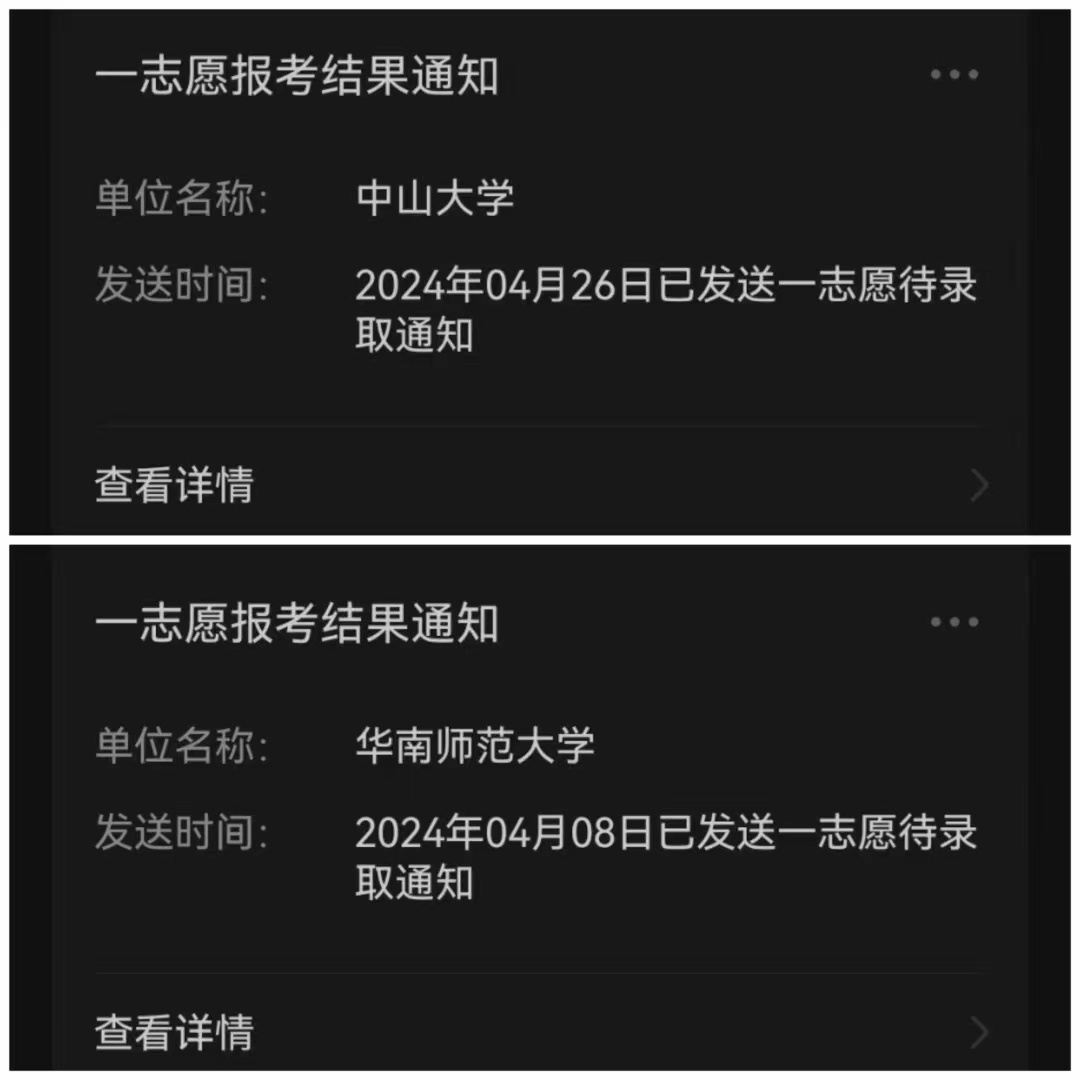 一志愿报考结果通知
单位名称： 中山大学
发送时间： 2024年04月26日已发送一志愿待录
取通知
查看详情
一志愿报考结果通知
单位名称： 华南师范大学
发送时间： 2024年04月08日已发送一志愿待录
取通知
查看详情